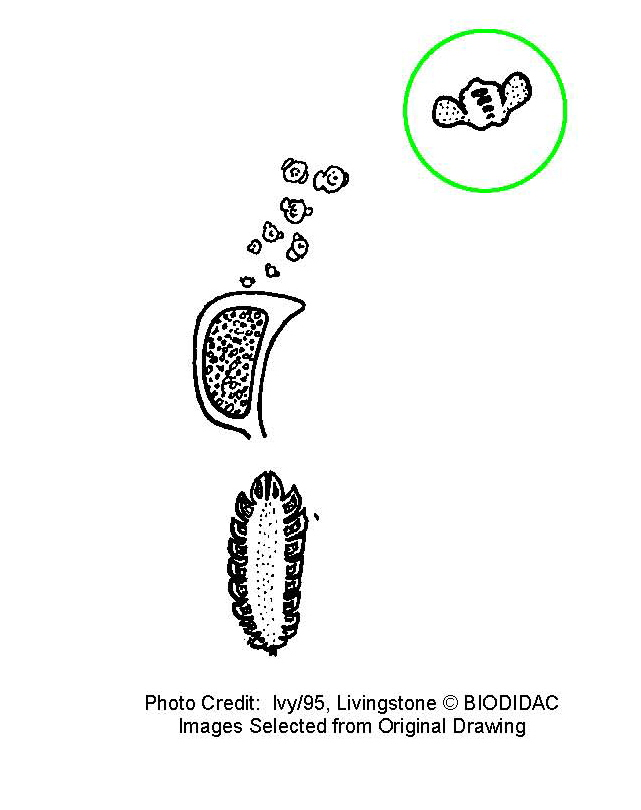 Photo Credit:  Ivy/95, Livingstone © BIODIDAC
Images Selected from Original Drawing